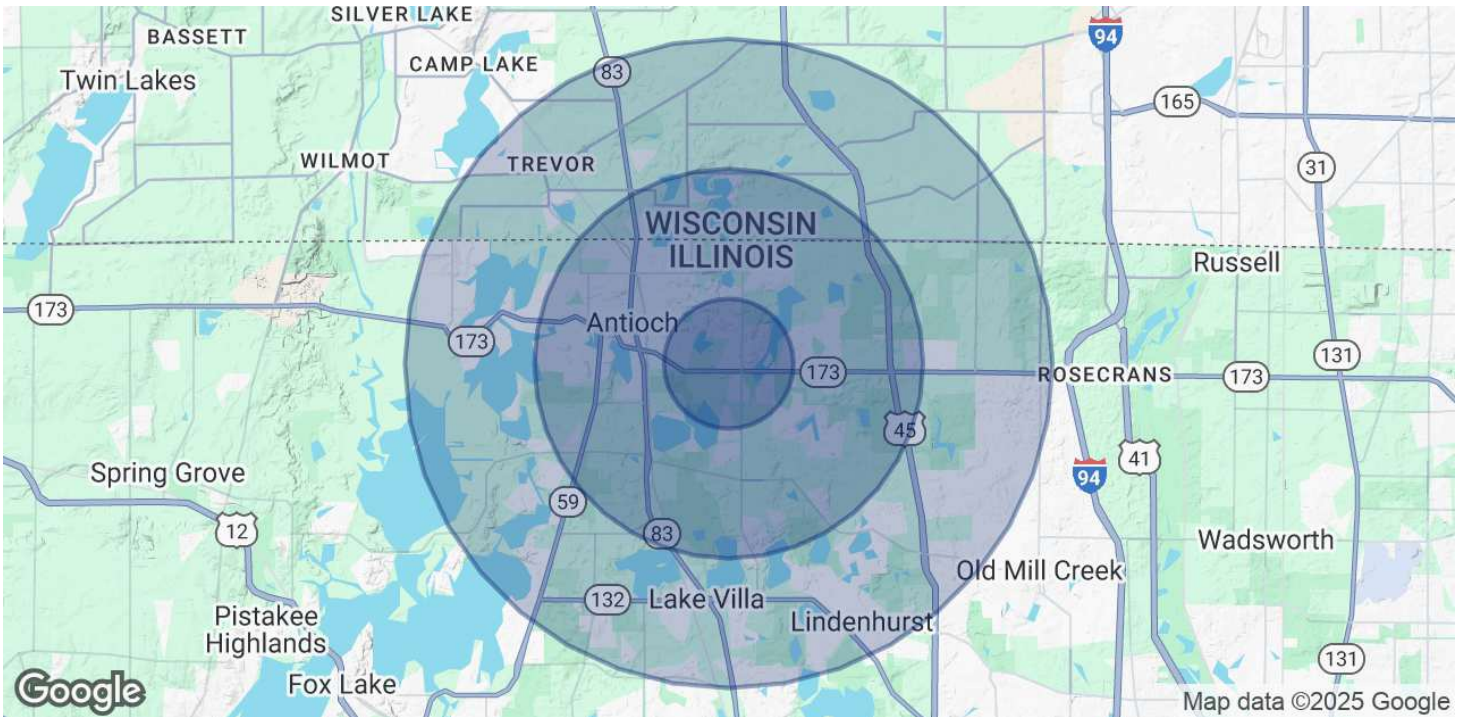 SILVER LAKE
BASSETT
94
CAMP LAKE
Twin Lakes
83
165
WILMOT
TREVOR
31
WISCONSIN
ILLINOIS
Russell
173
Antioch
173
173
131
ROSECRANS
173
45
Spring Grove
41
94
59
12
83
Wadsworth
Old Mill Creek
132
Lake Villa
Lindenhurst
Pistakee
Highlands
131
Fox Lake
Google
Map data ©2025 Google